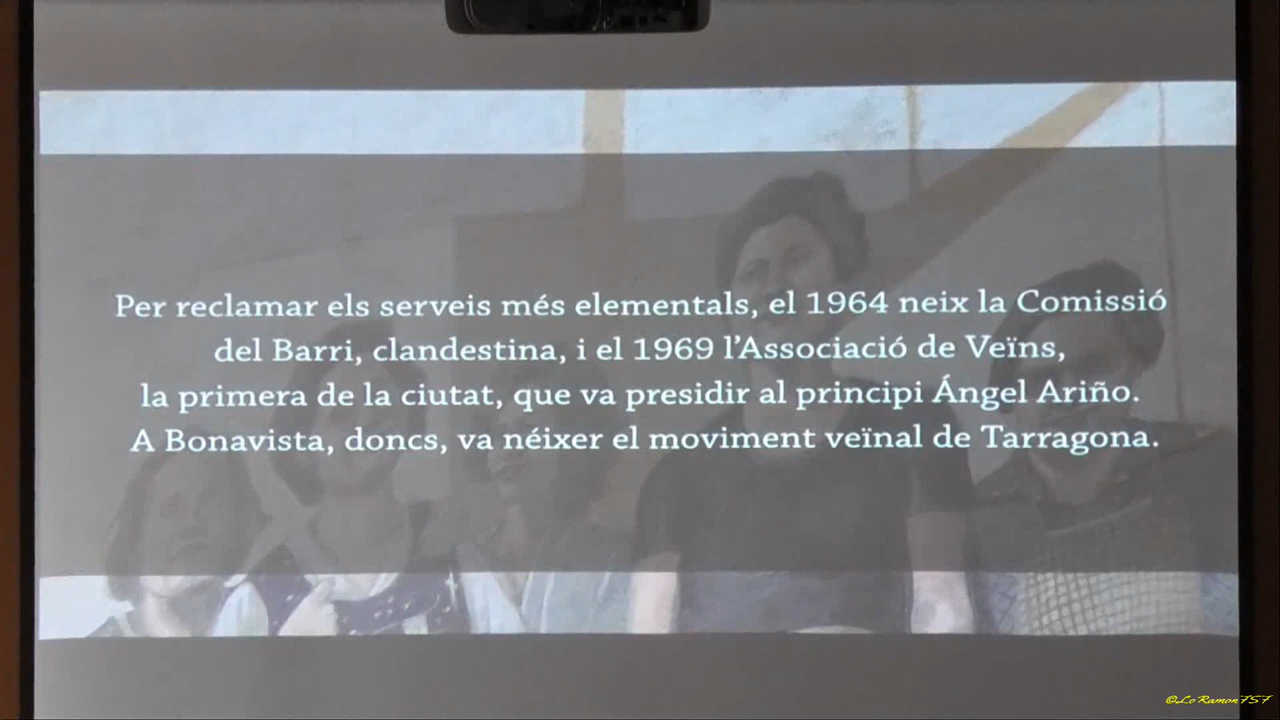 Per reclamar els serveis més elementals, el 1964 neix la Comissió
del Barri, clandestina, i el 1969 l'Associació de Veïns,
la primera de la ciutat, que va presidir al principi Ángel Ariño.
A Bonavista, doncs, va néixer el moviment veïnal de Tarragona.
©LoRamon757